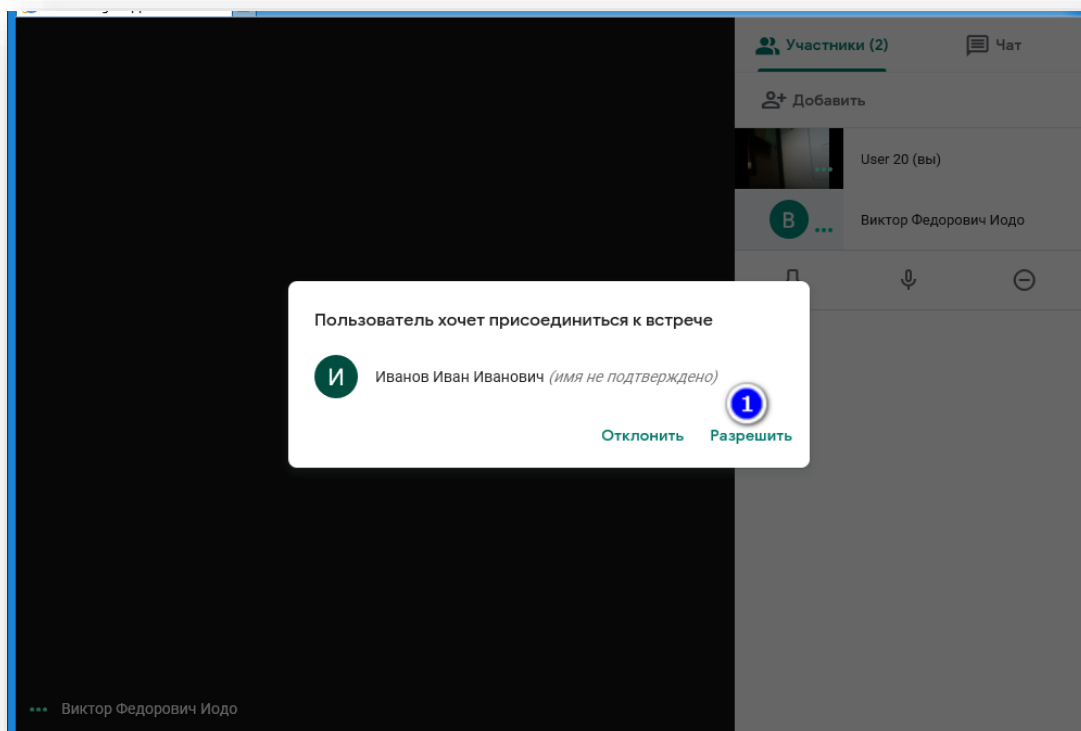 Участники (2)
Чат
Добавить
User 20 (вы)
В
Виктор Федорович Иодо
Пользователь хочет присоединиться к встрече
И
Иванов Иван Иванович (имя не подтверждено)
1
Отклонить Разрешить
Виктор Федорович Иодо